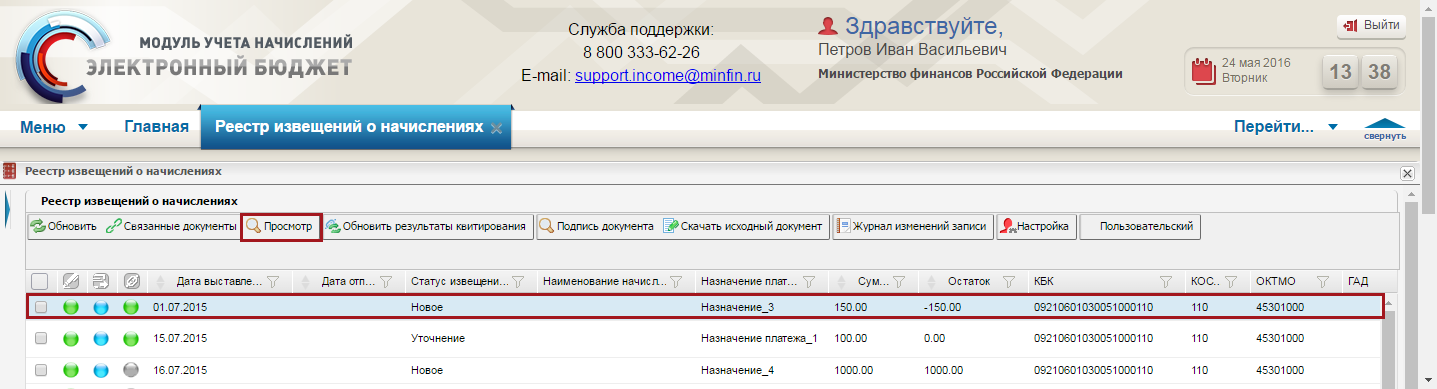 МОДУЛЬ УЧЕТА НАЧИСЛЕНИЙ
ЭЛЕКТРОННЫЙ БЮДЖЕТ
Служба поддержки:
8 800 333-62-26
E-mail: support.income@minfin.ru
Здравствуйте,
Петров Иван Васильевич
Министерство финансов Российской Федерации
Выйти
24 мая 2016
Вторник
13 38
Меню Главная Реестр извещений о начислениях Перейти... свернуть
Реестр извещений о начислениях
Реестр извещений о начислениях
Обновить Связанные документы Просмотр Обновить результаты квитирования Подпись документа Скачать исходный документ Журнал изменений записи Настройка Пользовательский
Дата выставле... Дата отп... Статус извещени... Наименование начисл... Назначение плат... Сум... Остаток КБК КОС.. ОКТМО ГАД
01.07.2015 Новое Назначение_3 150.00 -150.00 09210601030051000110 110 45301000
15.07.2015 Уточнение Назначение платежа_1 100.00 0.00 09210601030051000110 110 45301000
16.07.2015 Новое Назначение_4 1000.00 1000.00 09210601030051000110 110 45301000